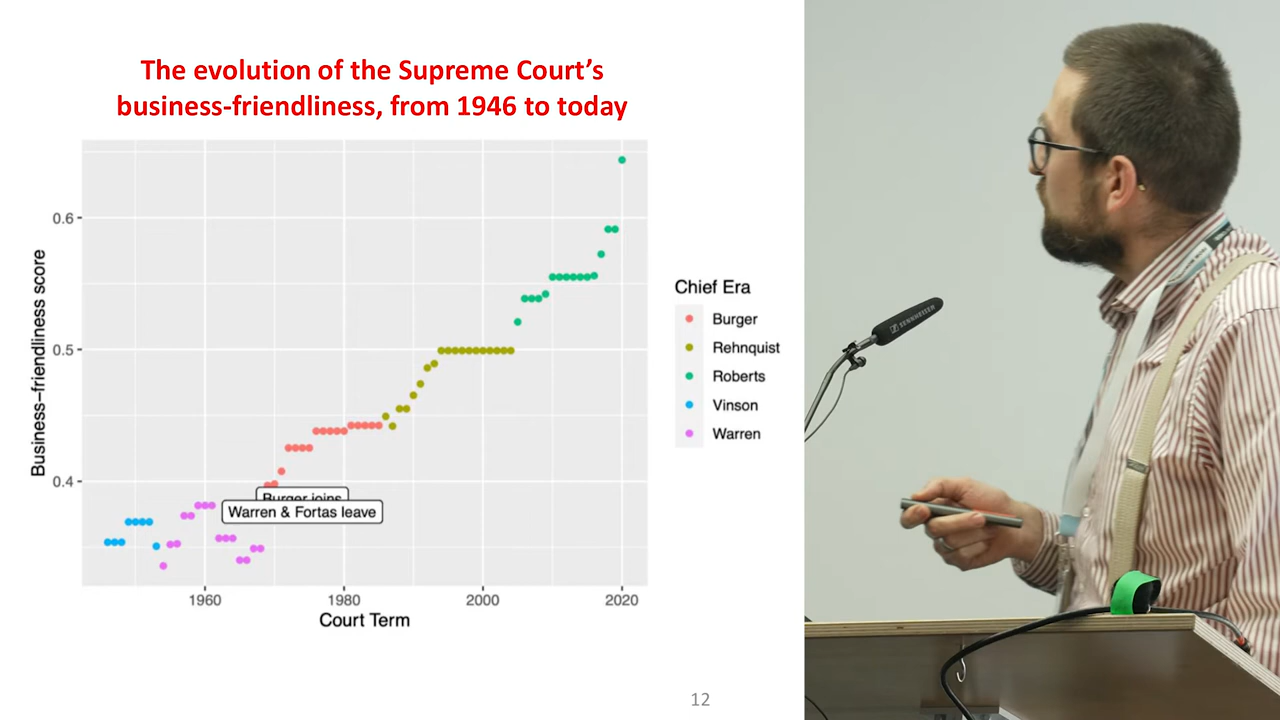 The evolution of the Supreme Court’s
business-friendliness, from 1946 to today
Business−friendliness score
0.6
0.5
0.4
Burger joins
Warren & Fortas leave
1960
1980
2000
2020
Court Term
Chief Era
Burger
Rehnquist
Roberts
Vinson
Warren
12
SENNHEISER